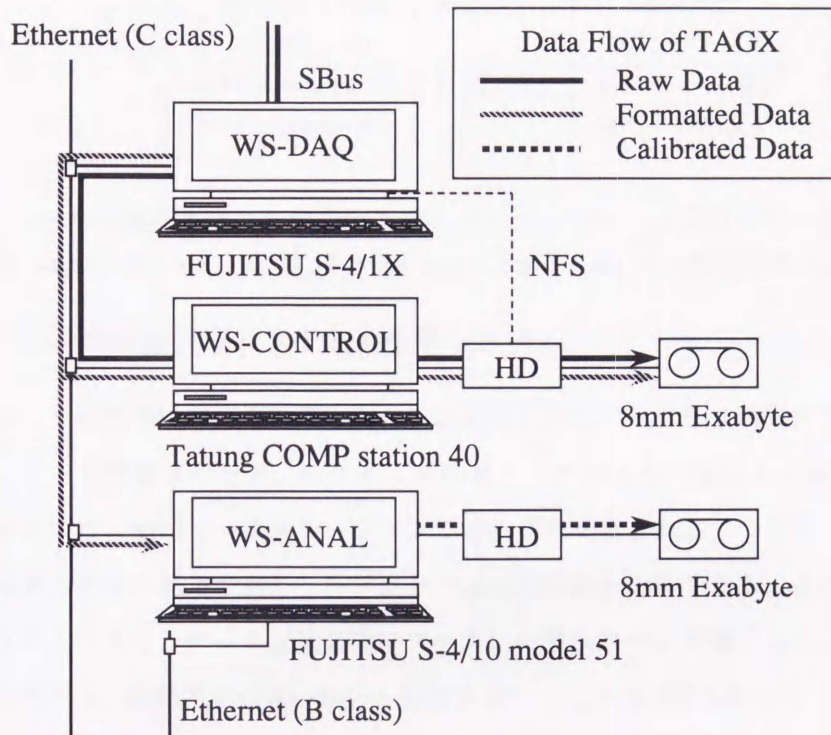 Ethernet (C class)
SBus
Data Flow of TAGX
Raw Data
Formatted Data
Calibrated Data
WS-DAQ
FUJITSU S-4/1X
NFS
WS-CONTROL
HD
8mm Exabyte
Tatung COMP station 40
WS-ANAL
HD
8mm Exabyte
FUJITSU S-4/10 model 51
Ethernet (B class)